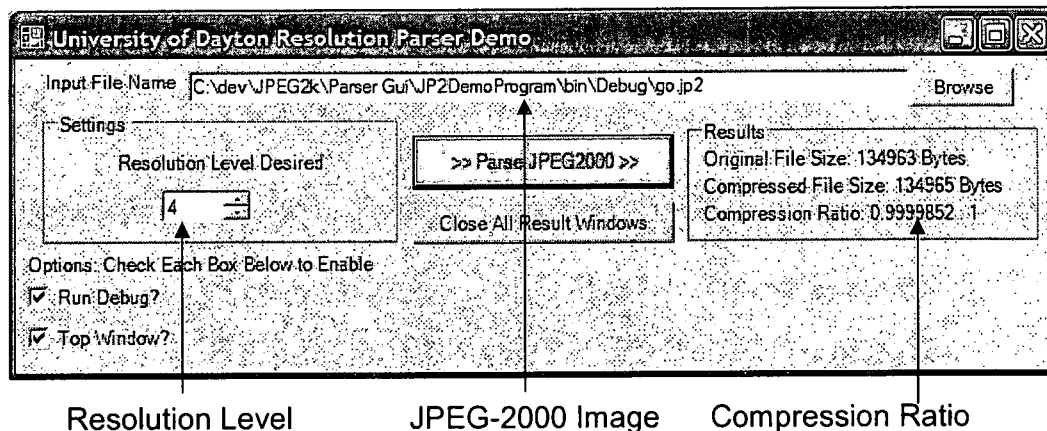 University of Dayton Resolution Parser Demo
Input File Name C:\dev\JPEG2k\Parser Gui\JP2DemoProgram\bin\Debug\go.jp2 Browse
Settings
Resolution Level Desired
4
>> Parse JPEG2000 >>
Close All Result Windows
Results
Original File Size: 134963 Bytes
Compressed File Size: 134965 Bytes
Compression Ratio: 0.9999852 : 1
Options: Check Each Box Below to Enable
Run Debug?
Top Window?
Resolution Level JPEG-2000 Image Compression Ratio